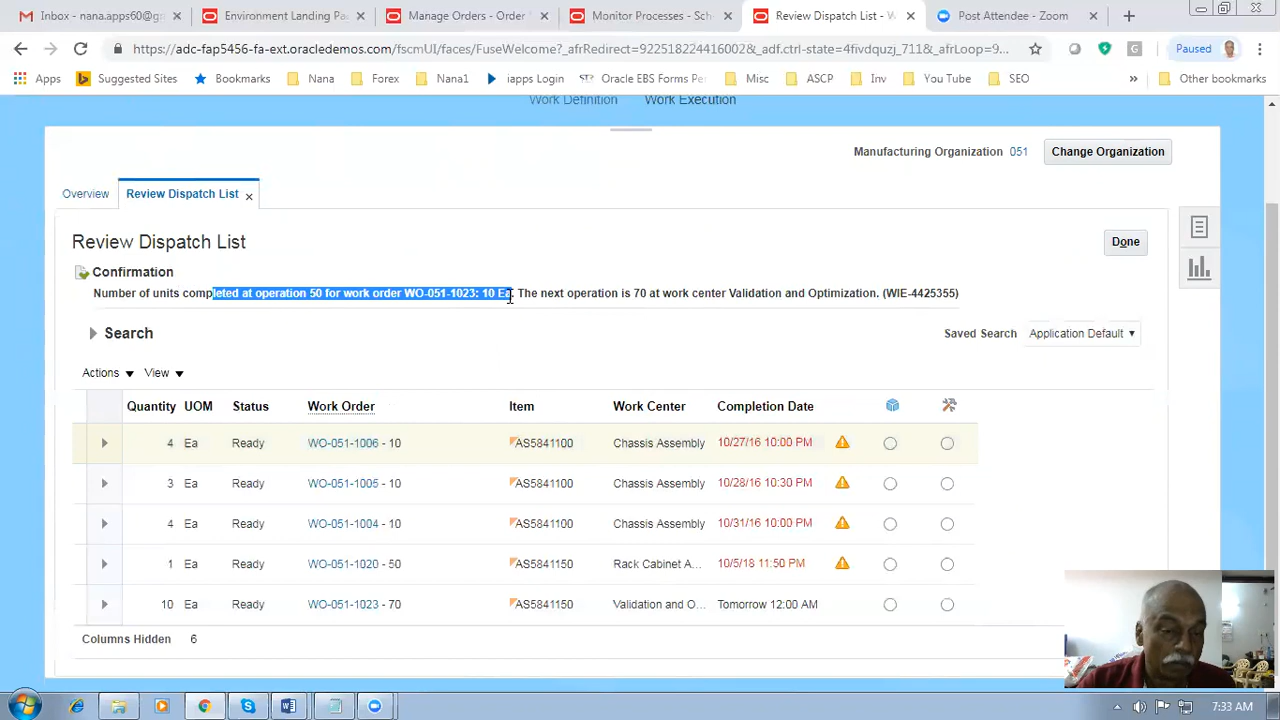 Inbox - nana.apps60@gr
Environment Landing Pa
Manage Orders - Order
Monitor Processes - Sch
Review Dispatch List - W
Post Attendee - Zoom
https://adc-fap5456-fa-ext.oracledemos.com/fscmUI/faces/FuseWelcome?_afrRedirect=9225182244160002&_adf.ctrl-state=4fivdquzj_711&_afrLoop=9...
Paused
Apps
Suggested Sites
Bookmarks
Nana
Forex
Nana1
iapps Login
Oracle EBS Forms Per
Misc
ASCP
Inv
You Tube
SEO
Other bookmarks
Work Definition
Work Execution
Manufacturing Organization 051
Change Organization
Overview
Review Dispatch List
Review Dispatch List
Done
Confirmation
Number of units completed at operation 50 for work order WO-051-1023: 10 Ea. The next operation is 70 at work center Validation and Optimization. (WIE-4425355)
Search
Saved Search Application Default
Actions View
Quantity UOM Status Work Order Item Work Center Completion Date
4 Ea Ready WO-051-1006 - 10 AS5841100 Chassis Assembly 10/27/16 10:00 PM
3 Ea Ready WO-051-1005 - 10 AS5841100 Chassis Assembly 10/28/16 10:30 PM
4 Ea Ready WO-051-1004 - 10 AS5841100 Chassis Assembly 10/31/16 10:00 PM
1 Ea Ready WO-051-1020 - 50 AS5841150 Rack Cabinet A... 10/5/18 11:50 PM
10 Ea Ready WO-051-1023 - 70 AS5841150 Validation and O... Tomorrow 12:00 AM
Columns Hidden 6
7:33 AM